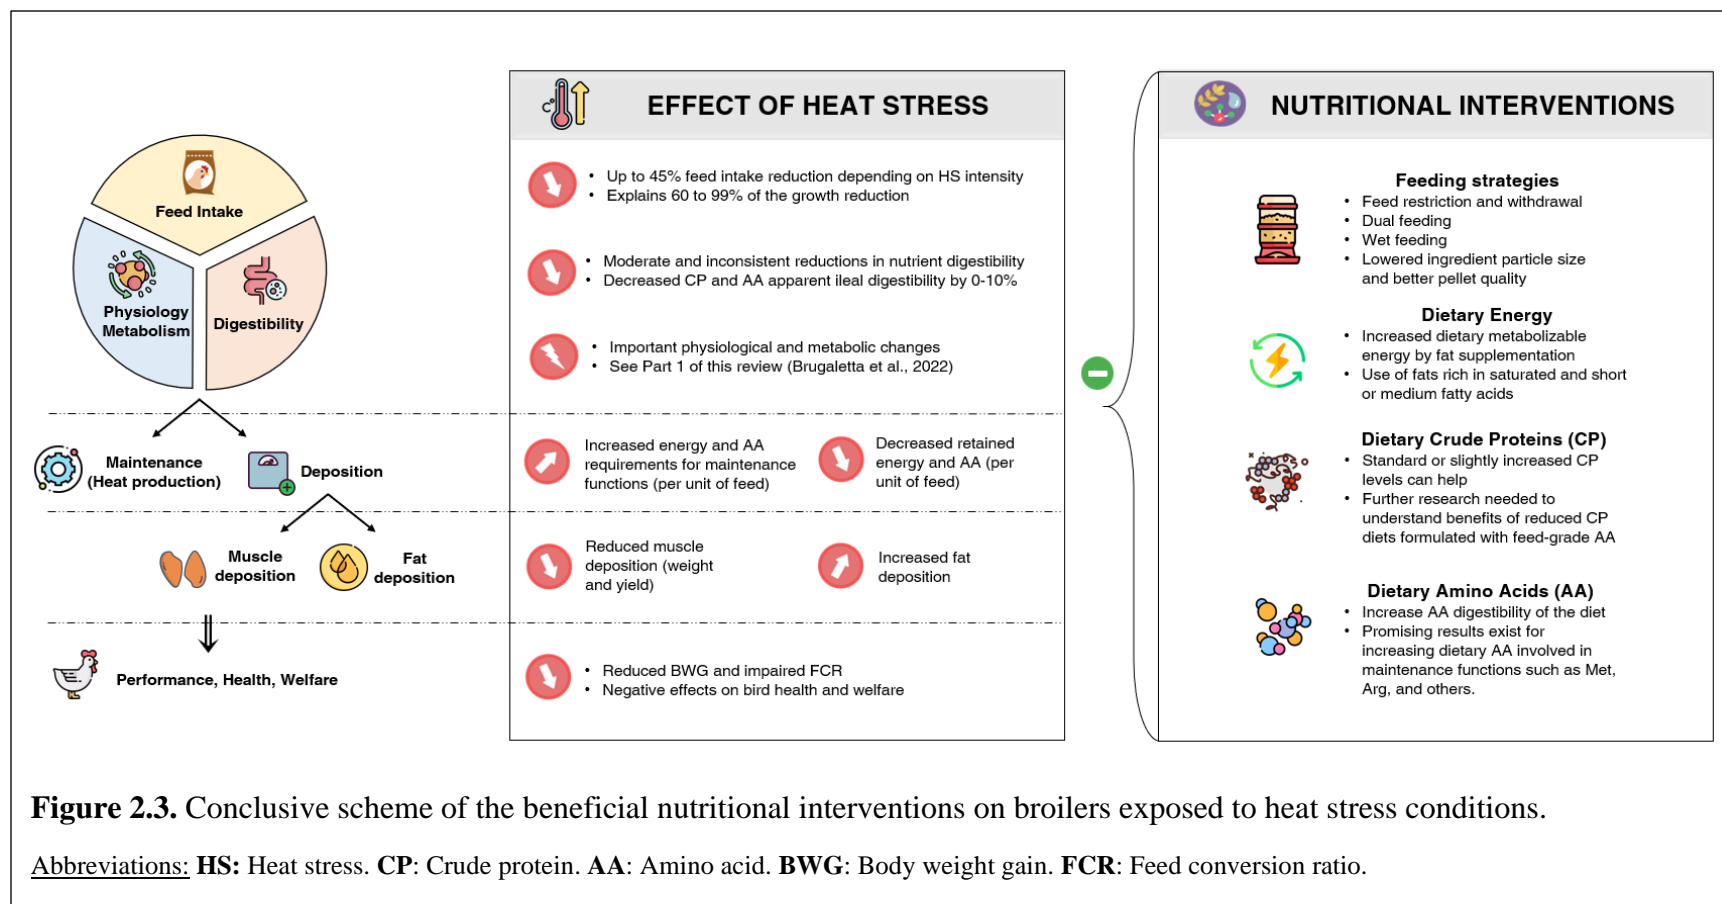 Feed Intake
Physiology
Metabolism
Digestibility
Maintenance
(Heat production)
Deposition
Muscle
deposition
Fat
deposition
Performance, Health, Welfare
C°
EFFECT OF HEAT STRESS
• Up to 45% feed intake reduction depending on HS intensity
• Explains 60 to 99% of the growth reduction
• Moderate and inconsistent reductions in nutrient digestibility
• Decreased CP and AA apparent ileal digestibility by 0-10%
• Important physiological and metabolic changes
• See Part 1 of this review (Brugaletta et al., 2022)
Increased energy and AA
requirements for maintenance
functions (per unit of feed)
Decreased retained
energy and AA (per
unit of feed)
Reduced muscle
deposition (weight
and yield)
Increased fat
deposition
• Reduced BWG and impaired FCR
• Negative effects on bird health and welfare
NUTRITIONAL INTERVENTIONS
Feeding strategies
• Feed restriction and withdrawal
• Dual feeding
• Wet feeding
• Lowered ingredient particle size
and better pellet quality
Dietary Energy
• Increased dietary metabolizable
energy by fat supplementation
• Use of fats rich in saturated and short
or medium fatty acids
Dietary Crude Proteins (CP)
• Standard or slightly increased CP
levels can help
• Further research needed to
understand benefits of reduced CP
diets formulated with feed-grade AA
Dietary Amino Acids (AA)
• Increase AA digestibility of the diet
• Promising results exist for
increasing dietary AA involved in
maintenance functions such as Met,
Arg, and others.
Figure 2.3. Conclusive scheme of the beneficial nutritional interventions on broilers exposed to heat stress conditions.
Abbreviations: HS: Heat stress. CP: Crude protein. AA: Amino acid. BWG: Body weight gain. FCR: Feed conversion ratio.